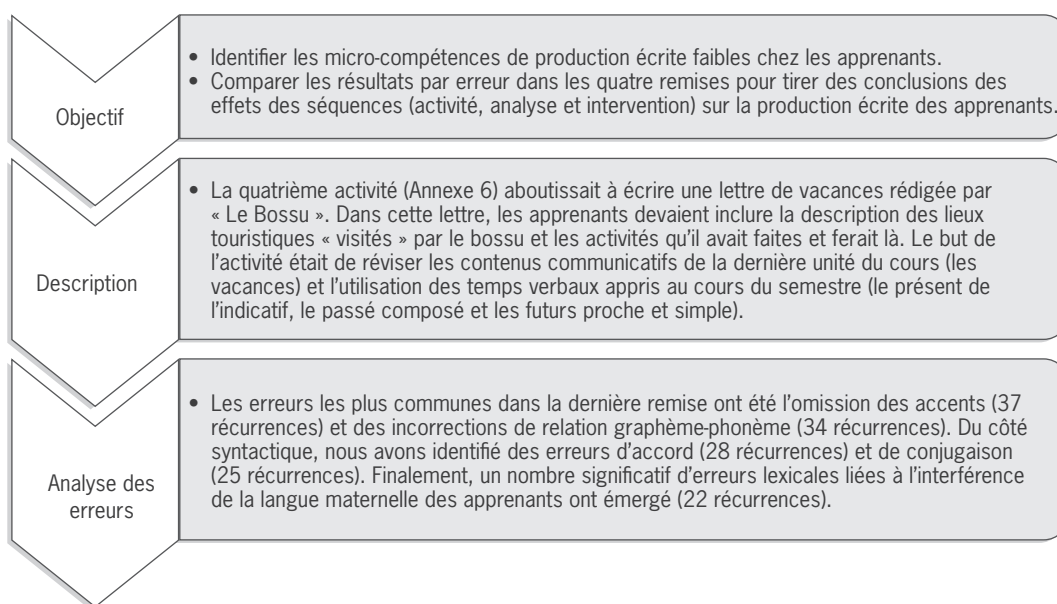 Objectif
• Identifier les micro-compétences de production écrite faibles chez les apprenants.
• Comparer les résultats par erreur dans les quatre remises pour tirer des conclusions des
effets des séquences (activité, analyse et intervention) sur la production écrite des apprenants.
Description
• La quatrième activité (Annexe 6) aboutissait à écrire une lettre de vacances rédigée par
« Le Bossu ». Dans cette lettre, les apprenants devaient inclure la description des lieux
touristiques « visités » par le bossu et les activités qu’il avait faites et ferait là. Le but de
l’activité était de réviser les contenus communicatifs de la dernière unité du cours (les
vacances) et l’utilisation des temps verbaux appris au cours du semestre (le présent de
l’indicatif, le passé composé et les futurs proche et simple).
Analyse des
erreurs
• Les erreurs les plus communes dans la dernière remise ont été l’omission des accents (37
récurrences) et des incorrections de relation graphème-phonème (34 récurrences). Du côté
syntactique, nous avons identifié des erreurs d’accord (28 récurrences) et de conjugaison
(25 récurrences). Finalement, un nombre significatif d’erreurs lexicales liées à l’interférence
de la langue maternelle des apprenants ont émergé (22 récurrences).